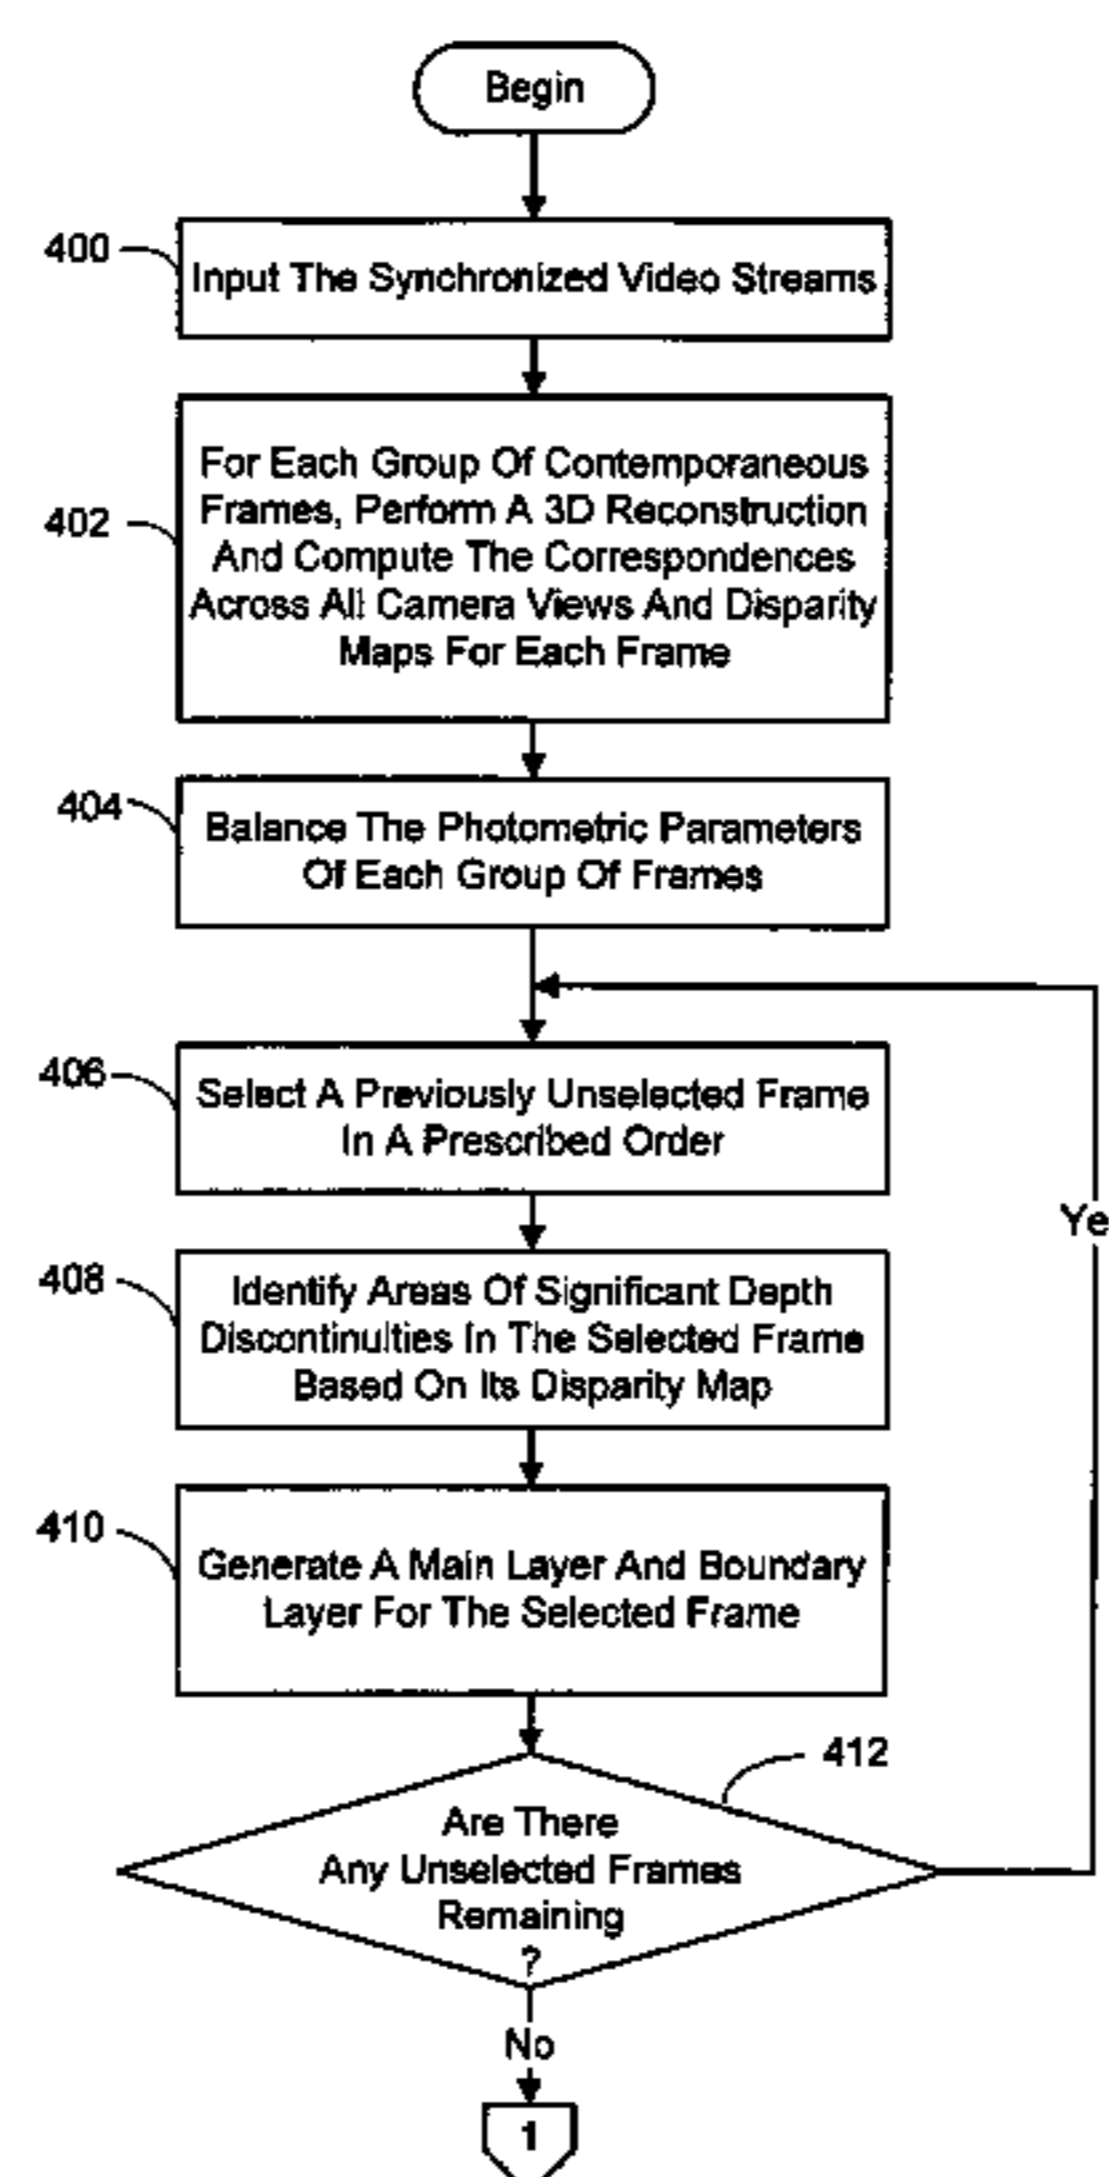 Begin
400
Input The Synchronized Video Streams
402
For Each Group Of Contemporaneous
Frames, Perform A 3D Reconstruction
And Compute The Correspondences
Across All Camera Views And Disparity
Maps For Each Frame
404
Balance The Photometric Parameters
Of Each Group Of Frames
406
Select A Previously Unselected Frame
In A Prescribed Order
Ye
408
Identify Areas Of Significant Depth
Discontinuities In The Selected Frame
Based On Its Disparity Map
410
Generate A Main Layer And Boundary
Layer For The Selected Frame
412
Are There
Any Unselected Frames
Remaining
?
No
1